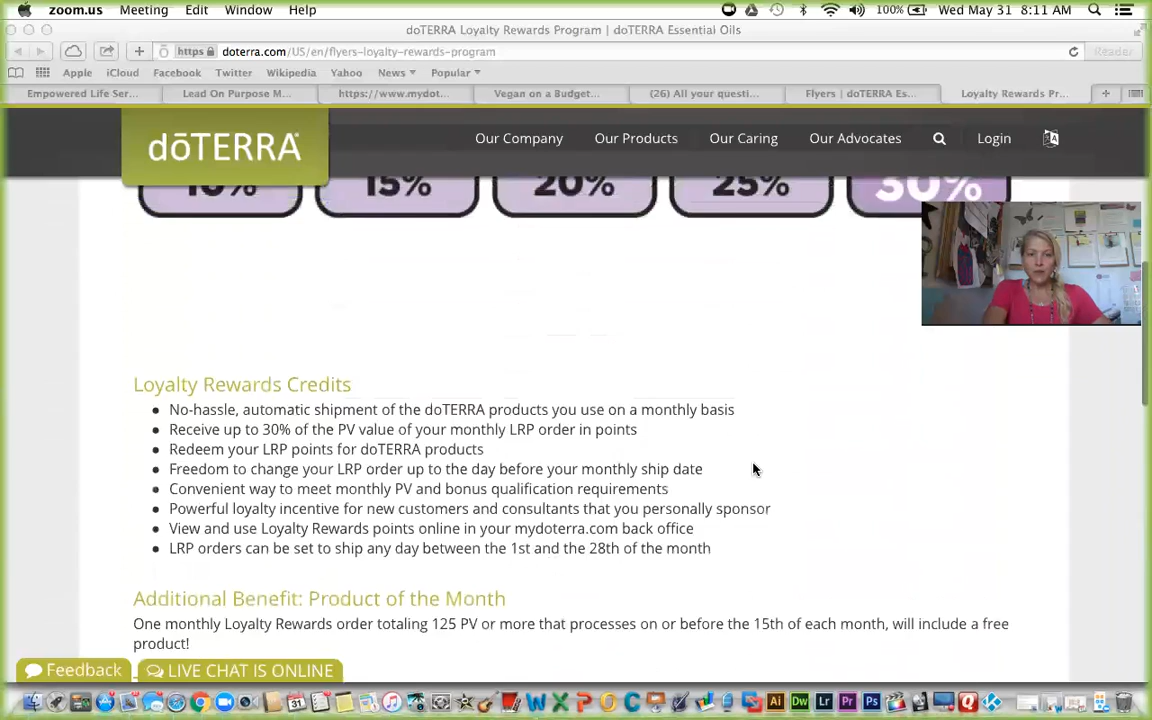 zoom.us Meeting Edit Window Help 100% Wed May 31 8:11 AM
doTERRA Loyalty Rewards Program | doTERRA Essential Oils
https doterra.com/US/en/flyers-loyalty-rewards-program Reader
Apple iCloud Facebook Twitter Wikipedia Yahoo News Popular
Empowered Life Ser... Lead On Purpose M... https://www.mydot... Vegan on a Budget... (26) All your questi... Flyers | doTERRA Es... Loyalty Rewards Pr...
dōTERRA Our Company Our Products Our Caring Our Advocates Login
10% 15% 20% 25% 30%
Loyalty Rewards Credits
No-hassle, automatic shipment of the doTERRA products you use on a monthly basis
Receive up to 30% of the PV value of your monthly LRP order in points
Redeem your LRP points for doTERRA products
Freedom to change your LRP order up to the day before your monthly ship date
Convenient way to meet monthly PV and bonus qualification requirements
Powerful loyalty incentive for new customers and consultants that you personally sponsor
View and use Loyalty Rewards points online in your mydoterra.com back office
LRP orders can be set to ship any day between the 1st and the 28th of the month
Additional Benefit: Product of the Month
One monthly Loyalty Rewards order totaling 125 PV or more that processes on or before the 15th of each month, will include a free
product!
Feedback LIVE CHAT IS ONLINE